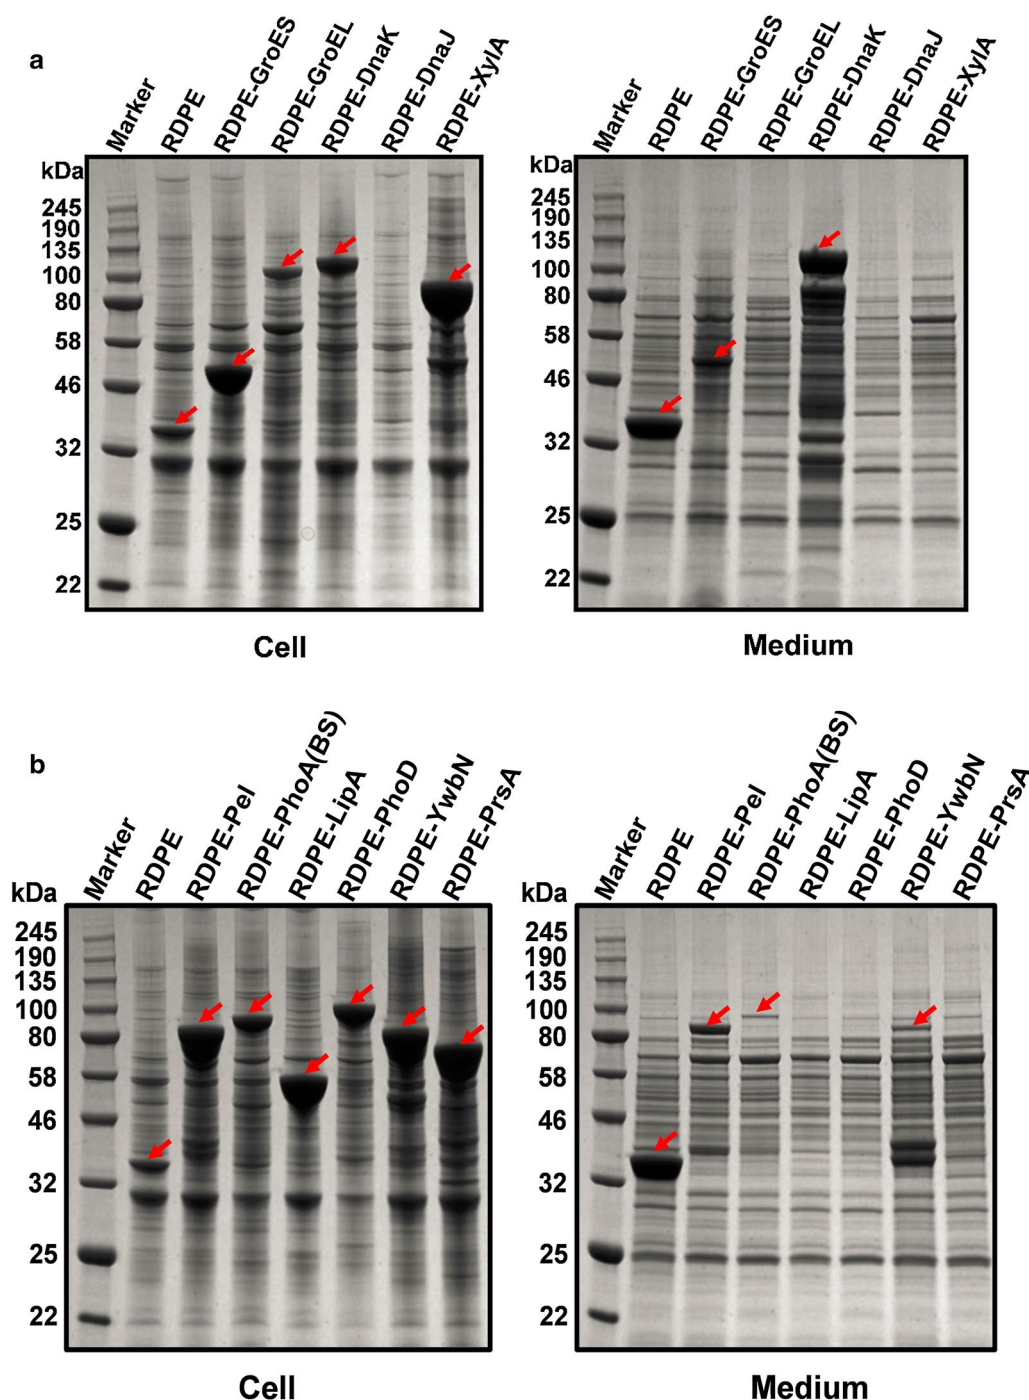 a
Marker
RDPE
RDPE-GroES
RDPE-GroEL
RDPE-DnaK
RDPE-DnaJ
RDPE-XylA
kDa
245
190
135
100
80
58
46
32
25
22
Cell
Marker
RDPE
RDPE-GroES
RDPE-GroEL
RDPE-DnaK
RDPE-DnaJ
RDPE-XylA
kDa
245
190
135
100
80
58
46
32
25
22
Medium
b
Marker
RDPE
RDPE-Pel
RDPE-PhoA(BS)
RDPE-LipA
RDPE-PhoD
RDPE-YwbN
RDPE-PrsA
kDa
245
190
135
100
80
58
46
32
25
22
Cell
Marker
RDPE
RDPE-Pel
RDPE-PhoA(BS)
RDPE-LipA
RDPE-PhoD
RDPE-YwbN
RDPE-PrsA
kDa
245
190
135
100
80
58
46
32
25
22
Medium